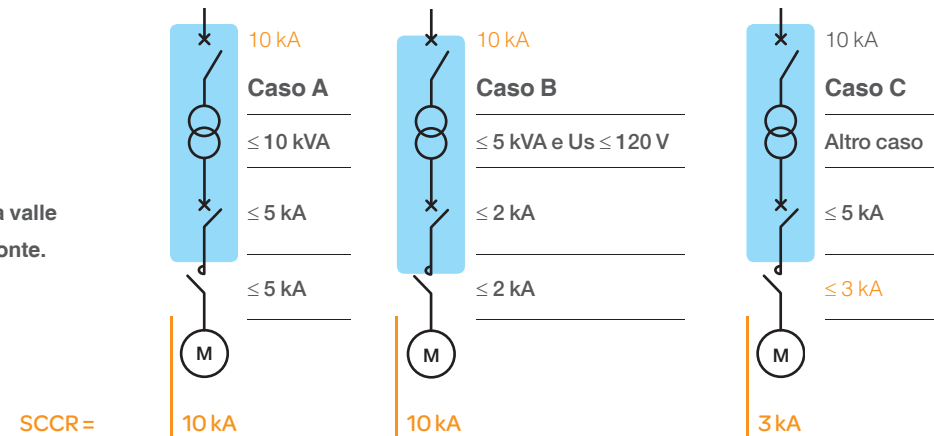 10 kA 10 kA 10 kA
Caso A Caso B Caso C
≤ 10 kVA ≤ 5 kVA e Us ≤ 120 V Altro caso
a valle ≤ 5 kA ≤ 2 kA ≤ 5 kA
onte.
≤ 5 kA ≤ 2 kA ≤ 3 kA
M M M
SCCR = 10 kA 10 kA 3 kA